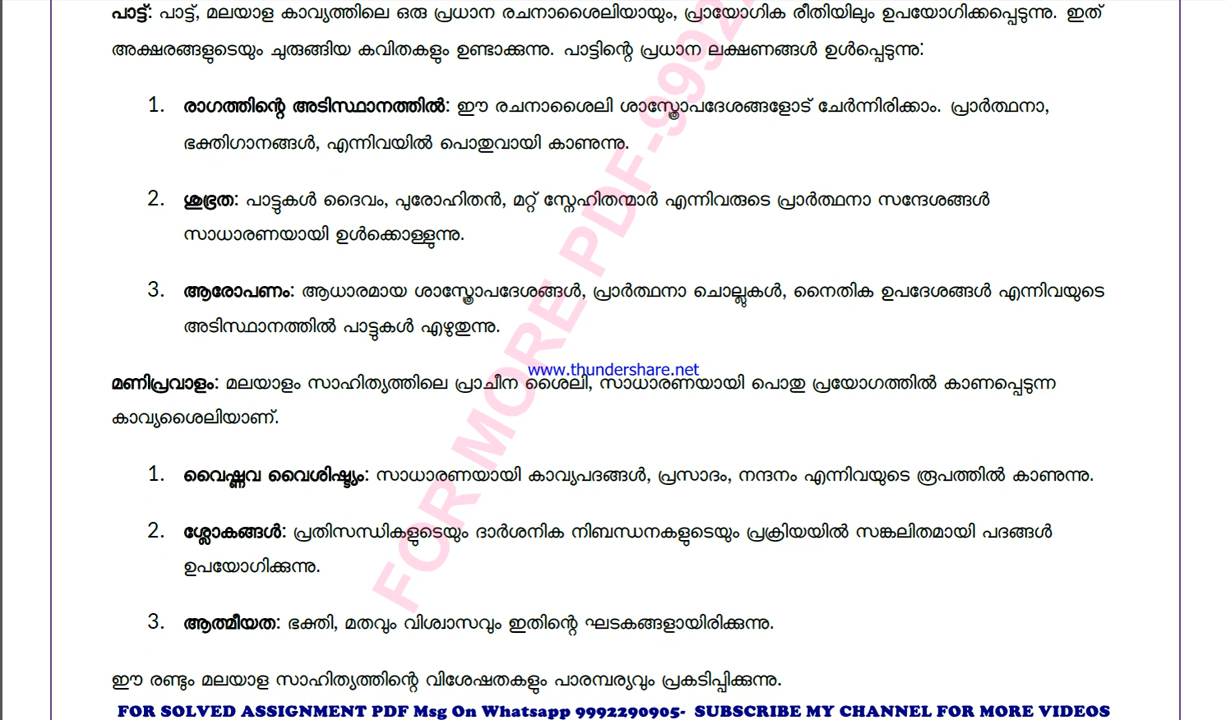 പാട്ട്: പാട്ട്, മലയാള കാവ്യത്തിലെ ഒരു പ്രധാന രചനാശൈലിയായും, പ്രായോഗിക രീതിയിലും ഉപയോഗിക്കപ്പെടുന്നു. ഇത്
അക്ഷരങ്ങളുടെയും ചുരുങ്ങിയ കവിതകളും ഉണ്ടാക്കുന്നു. പാട്ടിന്റെ പ്രധാന ലക്ഷണങ്ങൾ ഉൾപ്പെടുന്നു:
1. രാഗത്തിന്റെ അടിസ്ഥാനത്തിൽ: ഈ രചനാശൈലി ശാസ്ത്രോപദേശങ്ങളോട് ചേർന്നിരിക്കാം. പ്രാർത്ഥനാ,
ഭക്തിഗാനങ്ങൾ, എന്നിവയിൽ പൊതുവായി കാണുന്നു.
2. ശുഭ്രത: പാട്ടുകൾ ദൈവം, പുരോഹിതൻ, മറ്റ് സ്നേഹിതന്മാർ എന്നിവരുടെ പ്രാർത്ഥനാ സന്ദേശങ്ങൾ
സാധാരണയായി ഉൾക്കൊള്ളുന്നു.
3. ആരോപണം: ആധാരമായ ശാസ്ത്രോപദേശങ്ങൾ, പ്രാർത്ഥനാ ചൊല്ലുകൾ, നൈതിക ഉപദേശങ്ങൾ എന്നിവയുടെ
അടിസ്ഥാനത്തിൽ പാട്ടുകൾ എഴുതുന്നു.
www.thundershare.net
മണിപ്രവാളം: മലയാളം സാഹിത്യത്തിലെ പ്രാചീന ശൈലി, സാധാരണയായി പൊതു പ്രയോഗത്തിൽ കാണപ്പെടുന്ന
കാവ്യശൈലിയാണ്.
1. വൈഷ്ണവ വൈശിഷ്ട്യം: സാധാരണയായി കാവ്യപദങ്ങൾ, പ്രസാദം, നന്ദനം എന്നിവയുടെ രൂപത്തിൽ കാണുന്നു.
2. ശ്ലോകങ്ങൾ: പ്രതിസന്ധികളുടെയും ദാർശനിക നിബന്ധനകളുടെയും പ്രക്രിയയിൽ സങ്കലിതമായി പദങ്ങൾ
ഉപയോഗിക്കുന്നു.
3. ആത്മീയത: ഭക്തി, മതവും വിശ്വാസവും ഇതിന്റെ ഘടകങ്ങളായിരിക്കുന്നു.
ഈ രണ്ടും മലയാള സാഹിത്യത്തിന്റെ വിശേഷതകളും പാരമ്പര്യവും പ്രകടിപ്പിക്കുന്നു.
FOR MORE PDF-9992
FOR SOLVED ASSIGNMENT PDF Msg On Whatsapp 9992290905- SUBSCRIBE MY CHANNEL FOR MORE VIDEOS